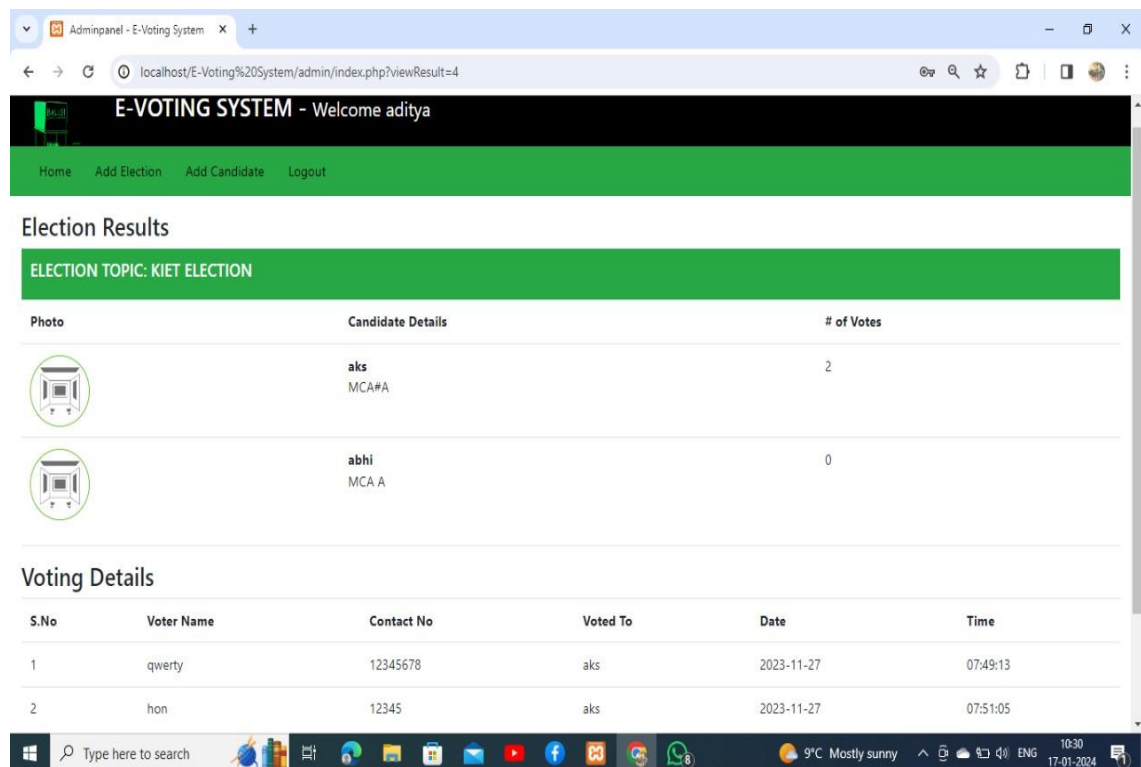 Adminpanel - E-Voting System
localhost/E-Voting%20System/admin/index.php?viewResult=4
E-VOTING SYSTEM - Welcome aditya
Home Add Election Add Candidate Logout
Election Results
ELECTION TOPIC: KIET ELECTION
Photo Candidate Details # of Votes
aks 2
MCA#A
abhi 0
MCA A
Voting Details
S.No Voter Name Contact No Voted To Date Time
1 qwerty 12345678 aks 2023-11-27 07:49:13
2 hon 12345 aks 2023-11-27 07:51:05
Type here to search 8 9°C Mostly sunny ENG 10:30 1
17-01-2024